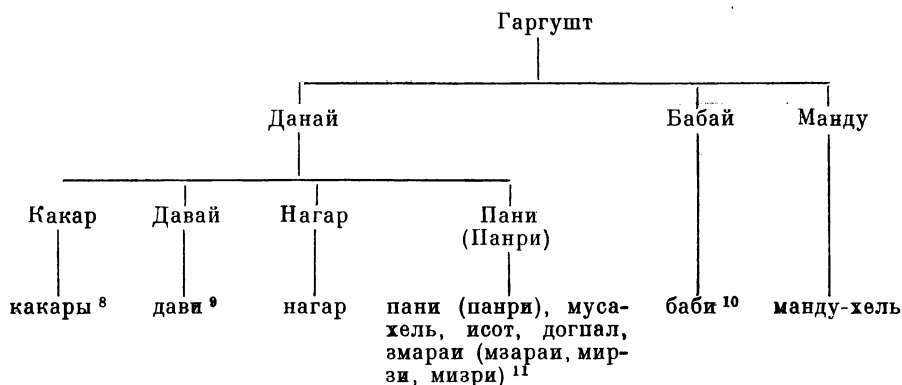 Гаргушт
Данай Бабай Манду
Какар Давай Нагар Пани
(Панри)
какары 8 дави 9 нагар пани (панри), муса- баби 10 манду-хель
хель, исот, догпал,
змараи (мзараи, мир-
зи, мизри) 11